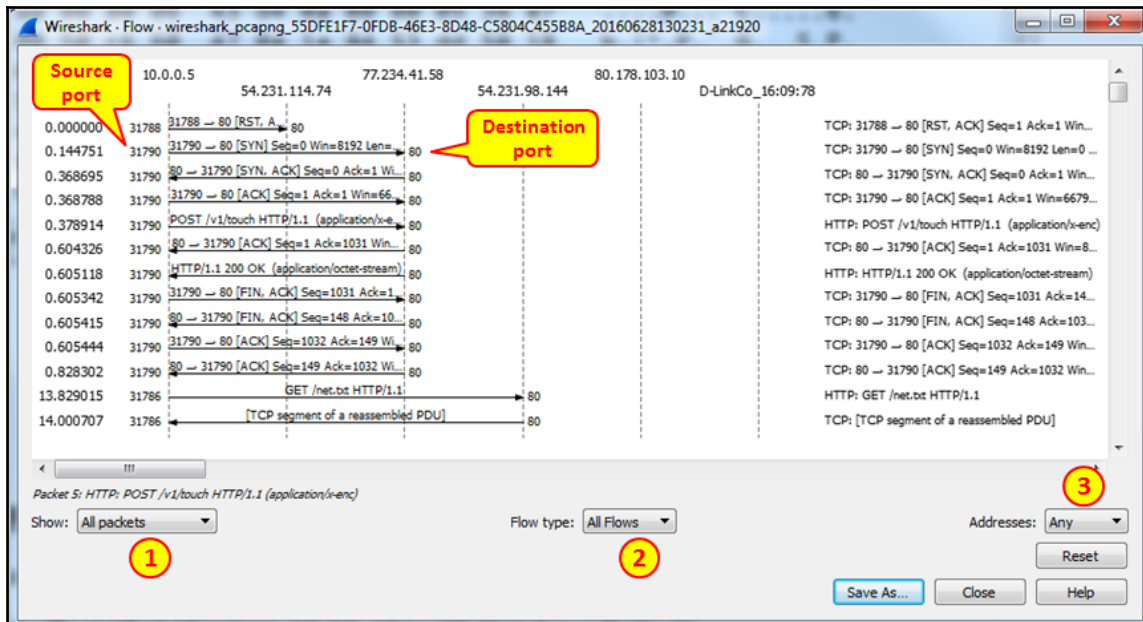 Wireshark · Flow · wireshark_pcapng_55DFE1F7-0FDB-46E3-8D48-C5804C455B8A_20160628130231_a21920
Source port
Destination port
10.0.0.5 77.234.41.58 80.178.103.10
54.231.114.74 54.231.98.144 D-LinkCo_16:09:78
0.000000 31788 31788 → 80 [RST, A... 80 TCP: 31788 → 80 [RST, ACK] Seq=1 Ack=1 Win...
0.144751 31790 31790 → 80 [SYN] Seq=0 Win=8192 Len=... 80 TCP: 31790 → 80 [SYN] Seq=0 Win=8192 Len=0 ...
0.368695 31790 80 → 31790 [SYN, ACK] Seq=0 Ack=1 Wi... 80 TCP: 80 → 31790 [SYN, ACK] Seq=0 Ack=1 Win...
0.368788 31790 31790 → 80 [ACK] Seq=1 Ack=1 Win=66... 80 TCP: 31790 → 80 [ACK] Seq=1 Ack=1 Win=6679...
0.378914 31790 POST /v1/touch HTTP/1.1 (application/x-e... 80 HTTP: POST /v1/touch HTTP/1.1 (application/x-enc)
0.604326 31790 80 → 31790 [ACK] Seq=1 Ack=1031 Win... 80 TCP: 80 → 31790 [ACK] Seq=1 Ack=1031 Win=8...
0.605118 31790 HTTP/1.1 200 OK (application/octet-stream) 80 HTTP: HTTP/1.1 200 OK (application/octet-stream)
0.605342 31790 31790 → 80 [FIN, ACK] Seq=1031 Ack=1... 80 TCP: 31790 → 80 [FIN, ACK] Seq=1031 Ack=14...
0.605415 31790 80 → 31790 [FIN, ACK] Seq=148 Ack=10... 80 TCP: 80 → 31790 [FIN, ACK] Seq=148 Ack=103...
0.605444 31790 31790 → 80 [ACK] Seq=1032 Ack=149 Wi... 80 TCP: 31790 → 80 [ACK] Seq=1032 Ack=149 Win...
0.828302 31790 80 → 31790 [ACK] Seq=149 Ack=1032 Wi... 80 TCP: 80 → 31790 [ACK] Seq=149 Ack=1032 Win...
13.829015 31786 GET /net.txt HTTP/1.1 80 HTTP: GET /net.txt HTTP/1.1
14.000707 31786 [TCP segment of a reassembled PDU] 80 TCP: [TCP segment of a reassembled PDU]
Packet 5: HTTP: POST /v1/touch HTTP/1.1 (application/x-enc)
Show: All packets Flow type: All Flows Addresses: Any
1 2 3
Reset
Save As... Close Help